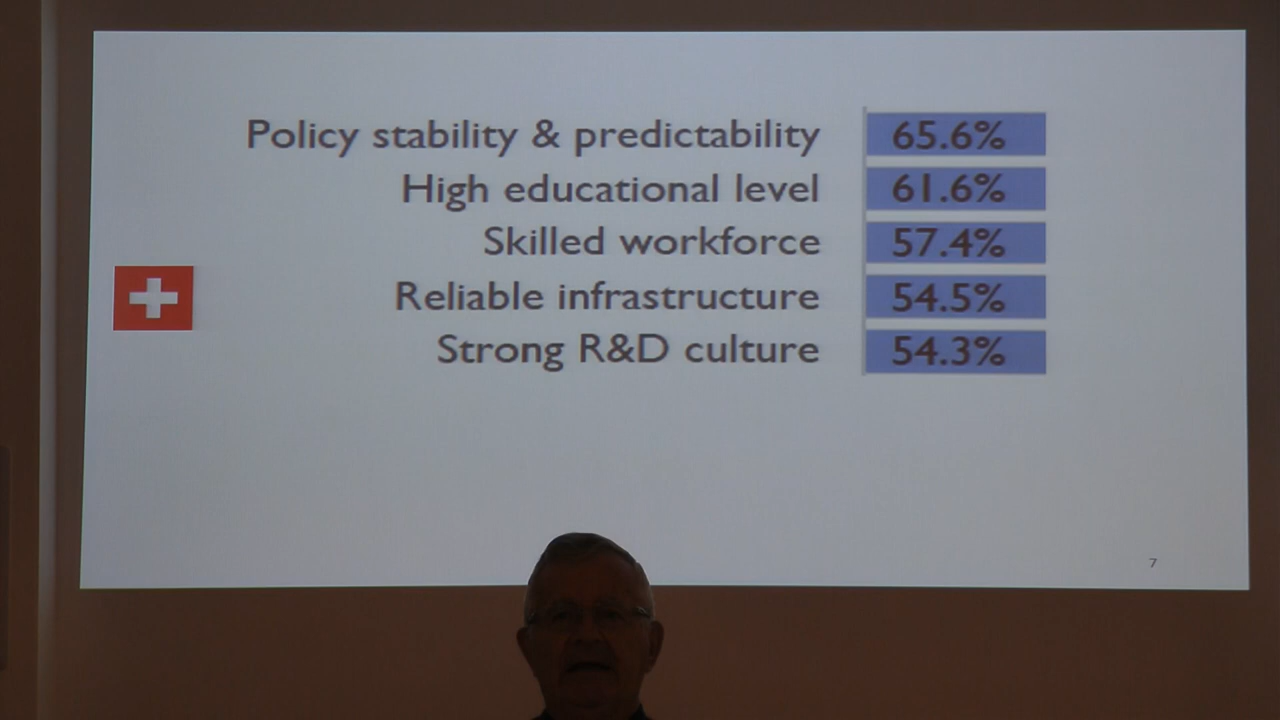 Policy stability & predictability 65.6%
High educational level 61.6%
Skilled workforce 57.4%
Reliable infrastructure 54.5%
Strong R&D culture 54.3%
7